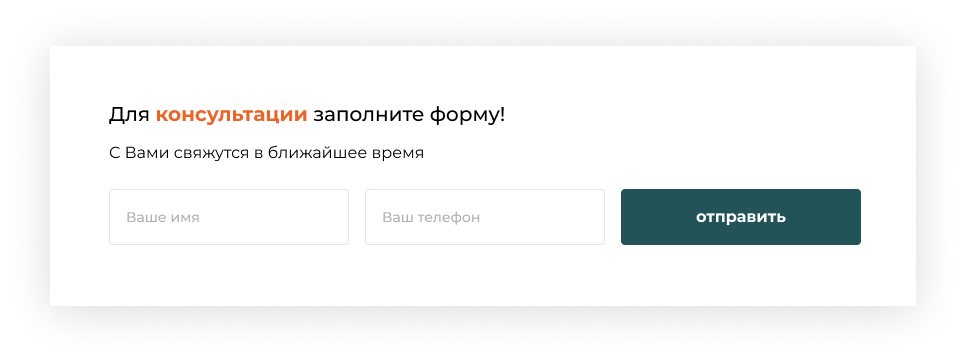 Для консультации заполните форму!
С Вами свяжутся в ближайшее время
Ваше имя
Ваш телефон
отправить